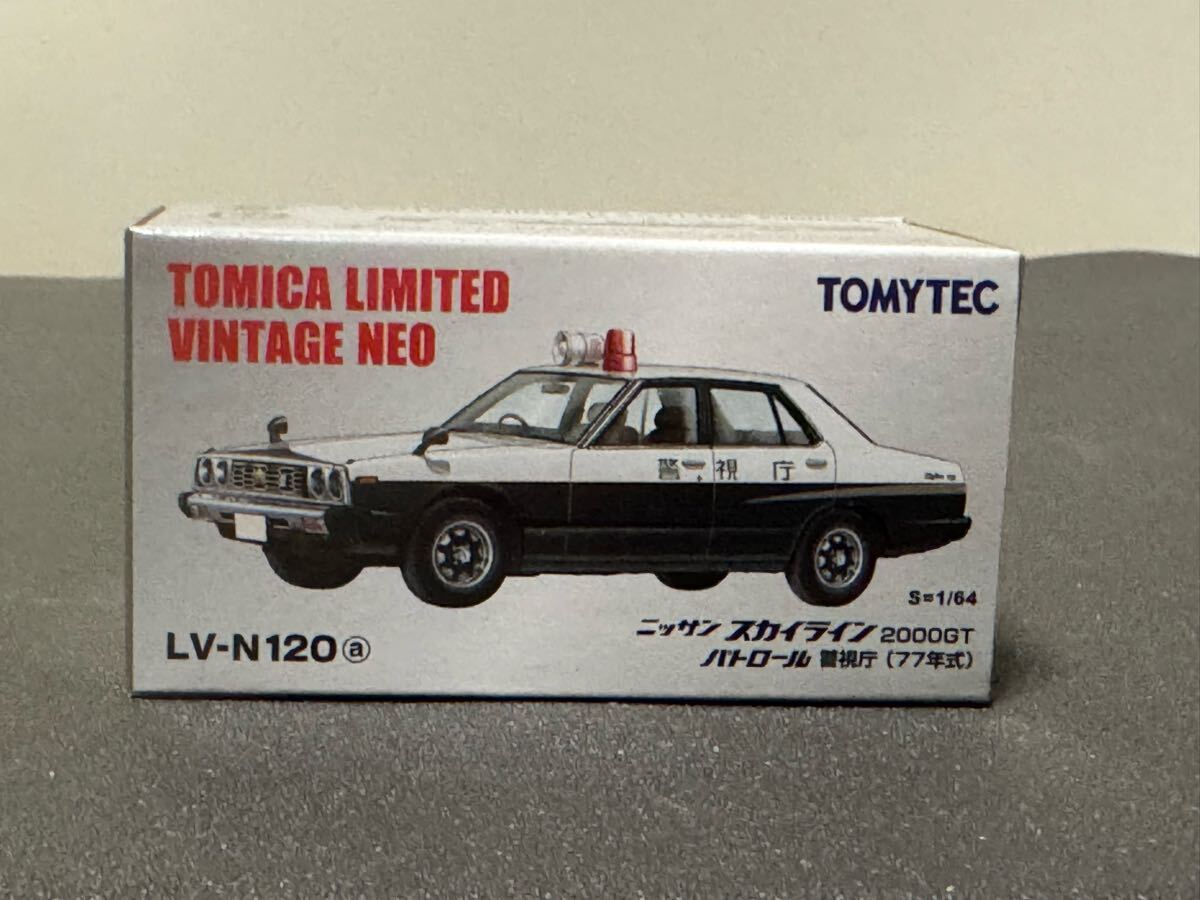 TOMICA LIMITED
VINTAGE NEO
TOMYTEC
警視庁
S=1/64
LV-N120ⓐ
ニッサン スカイライン 2000GT
パトロール 警視庁 (77年式)